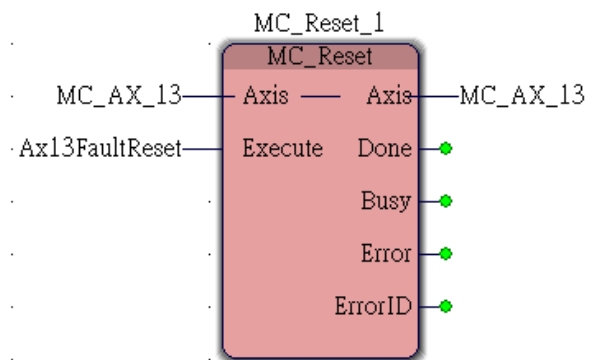 MC_Reset_1
MC_Reset
MC_AX_13 Axis Axis MC_AX_13
Ax13FaultReset Execute Done
Busy
Error
ErrorID